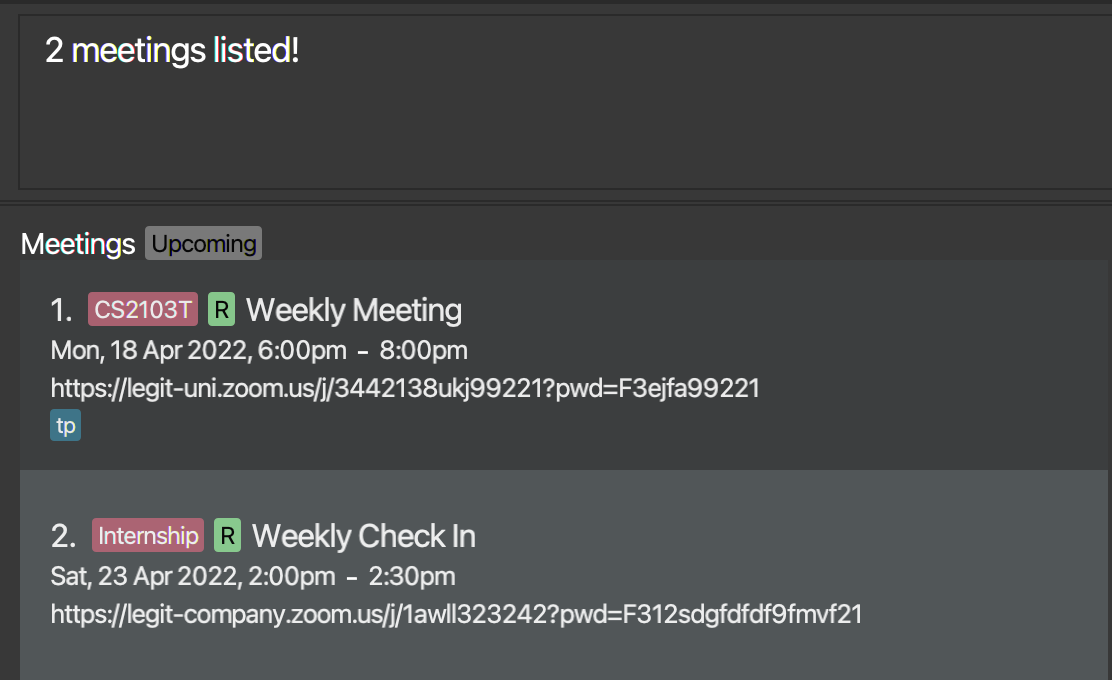 2 meetings listed!
Meetings Upcoming
1. CS2103T R Weekly Meeting
Mon, 18 Apr 2022, 6:00pm - 8:00pm
https://legit-uni.zoom.us/j/3442138ukj99221?pwd=F3ejfa99221
tp
2. Internship R Weekly Check In
Sat, 23 Apr 2022, 2:00pm - 2:30pm
https://legit-company.zoom.us/j/1awll323242?pwd=F312sdgfdfdf9fmvf21